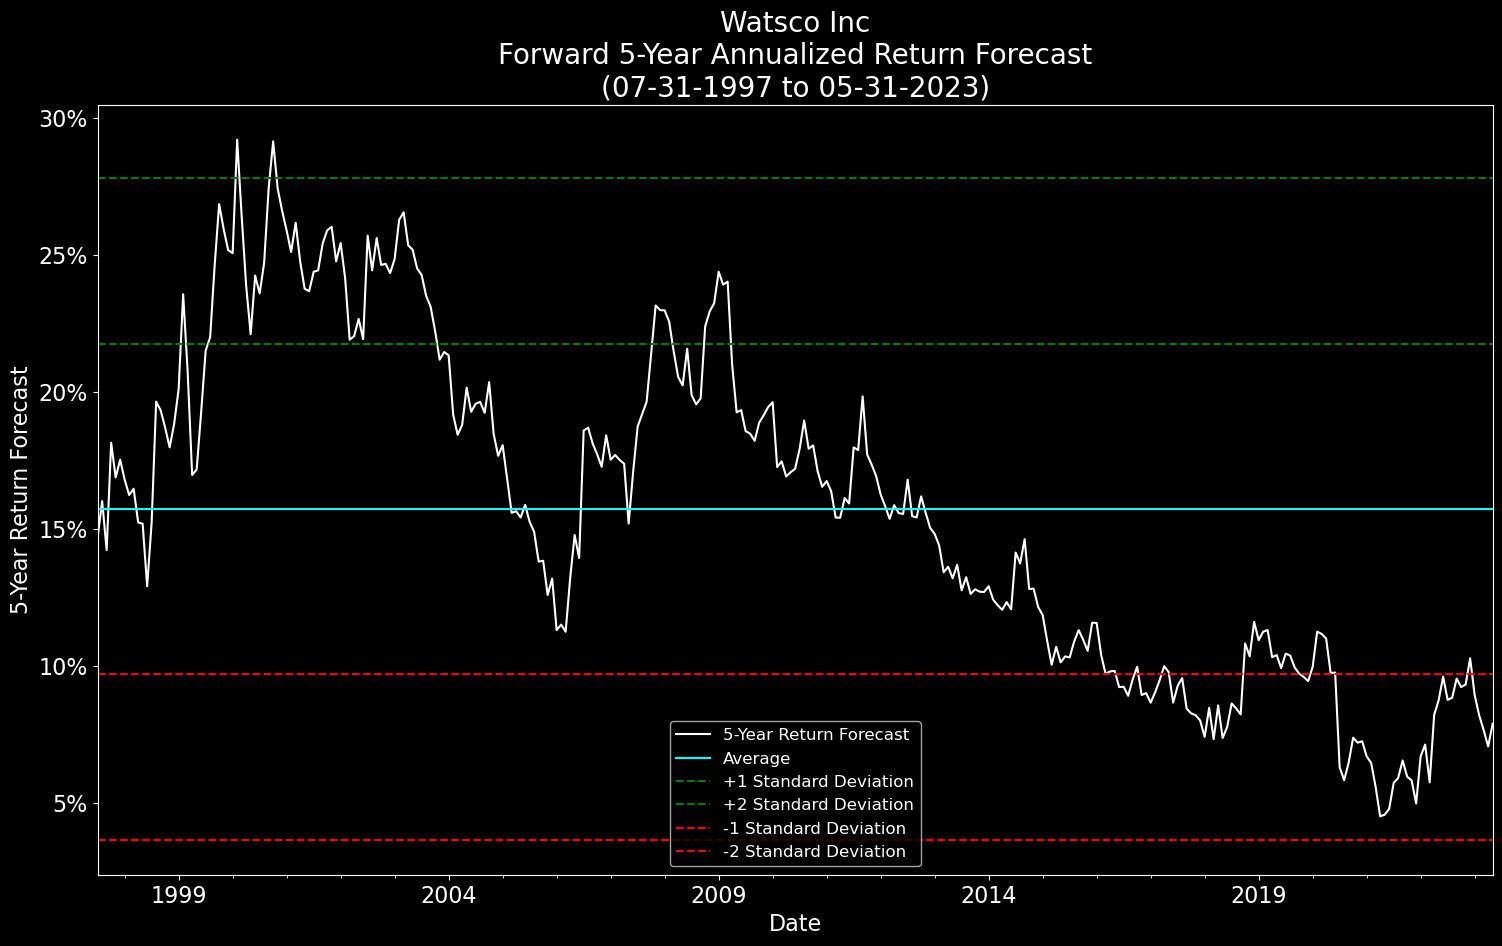 Watsco Inc
Forward 5-Year Annualized Return Forecast
(07-31-1997 to 05-31-2023)
30%
25%
20%
15%
10%
5%
5-Year Return Forecast
5-Year Return Forecast
Average
+1 Standard Deviation
+2 Standard Deviation
-1 Standard Deviation
-2 Standard Deviation
1999 2004 2009 2014 2019
Date